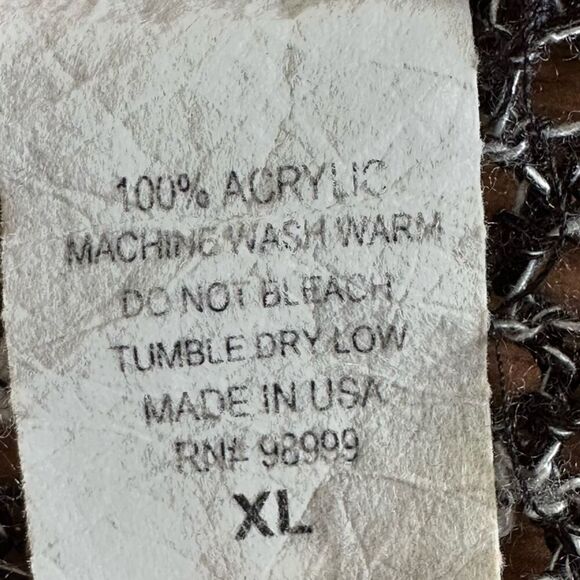 100% ACRYLIC
MACHINE WASH WARM
DO NOT BLEACH
TUMBLE DRY LOW
MADE IN USA
RN# 98999
XL